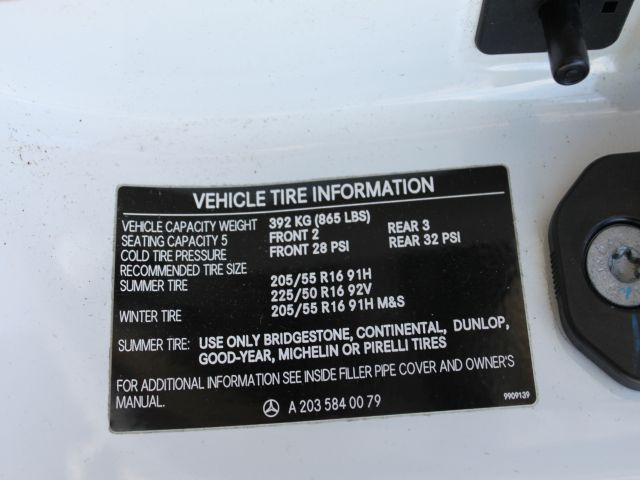 VEHICLE TIRE INFORMATION
VEHICLE CAPACITY WEIGHT 392 KG (865 LBS)
SEATING CAPACITY 5 FRONT 2 REAR 3
COLD TIRE PRESSURE FRONT 28 PSI REAR 32 PSI
RECOMMENDED TIRE SIZE
SUMMER TIRE 205/55 R16 91H
225/50 R16 92V
WINTER TIRE 205/55 R16 91H M&S
SUMMER TIRE: USE ONLY BRIDGESTONE, CONTINENTAL, DUNLOP,
GOOD-YEAR, MICHELIN OR PIRELLI TIRES
FOR ADDITIONAL INFORMATION SEE INSIDE FILLER PIPE COVER AND OWNER'S
MANUAL.
A 203 584 00 79
9909139